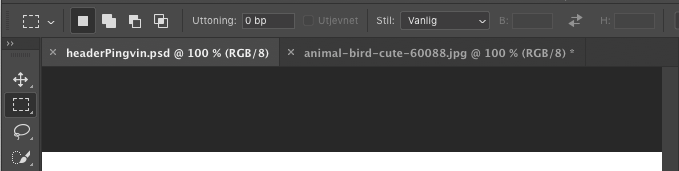 Uttoning: 0 bp Utjevnet Stil: Vanlig B: H:
headerPingvin.psd @ 100 % (RGB/8) animal-bird-cute-60088.jpg @ 100 % (RGB/8) *